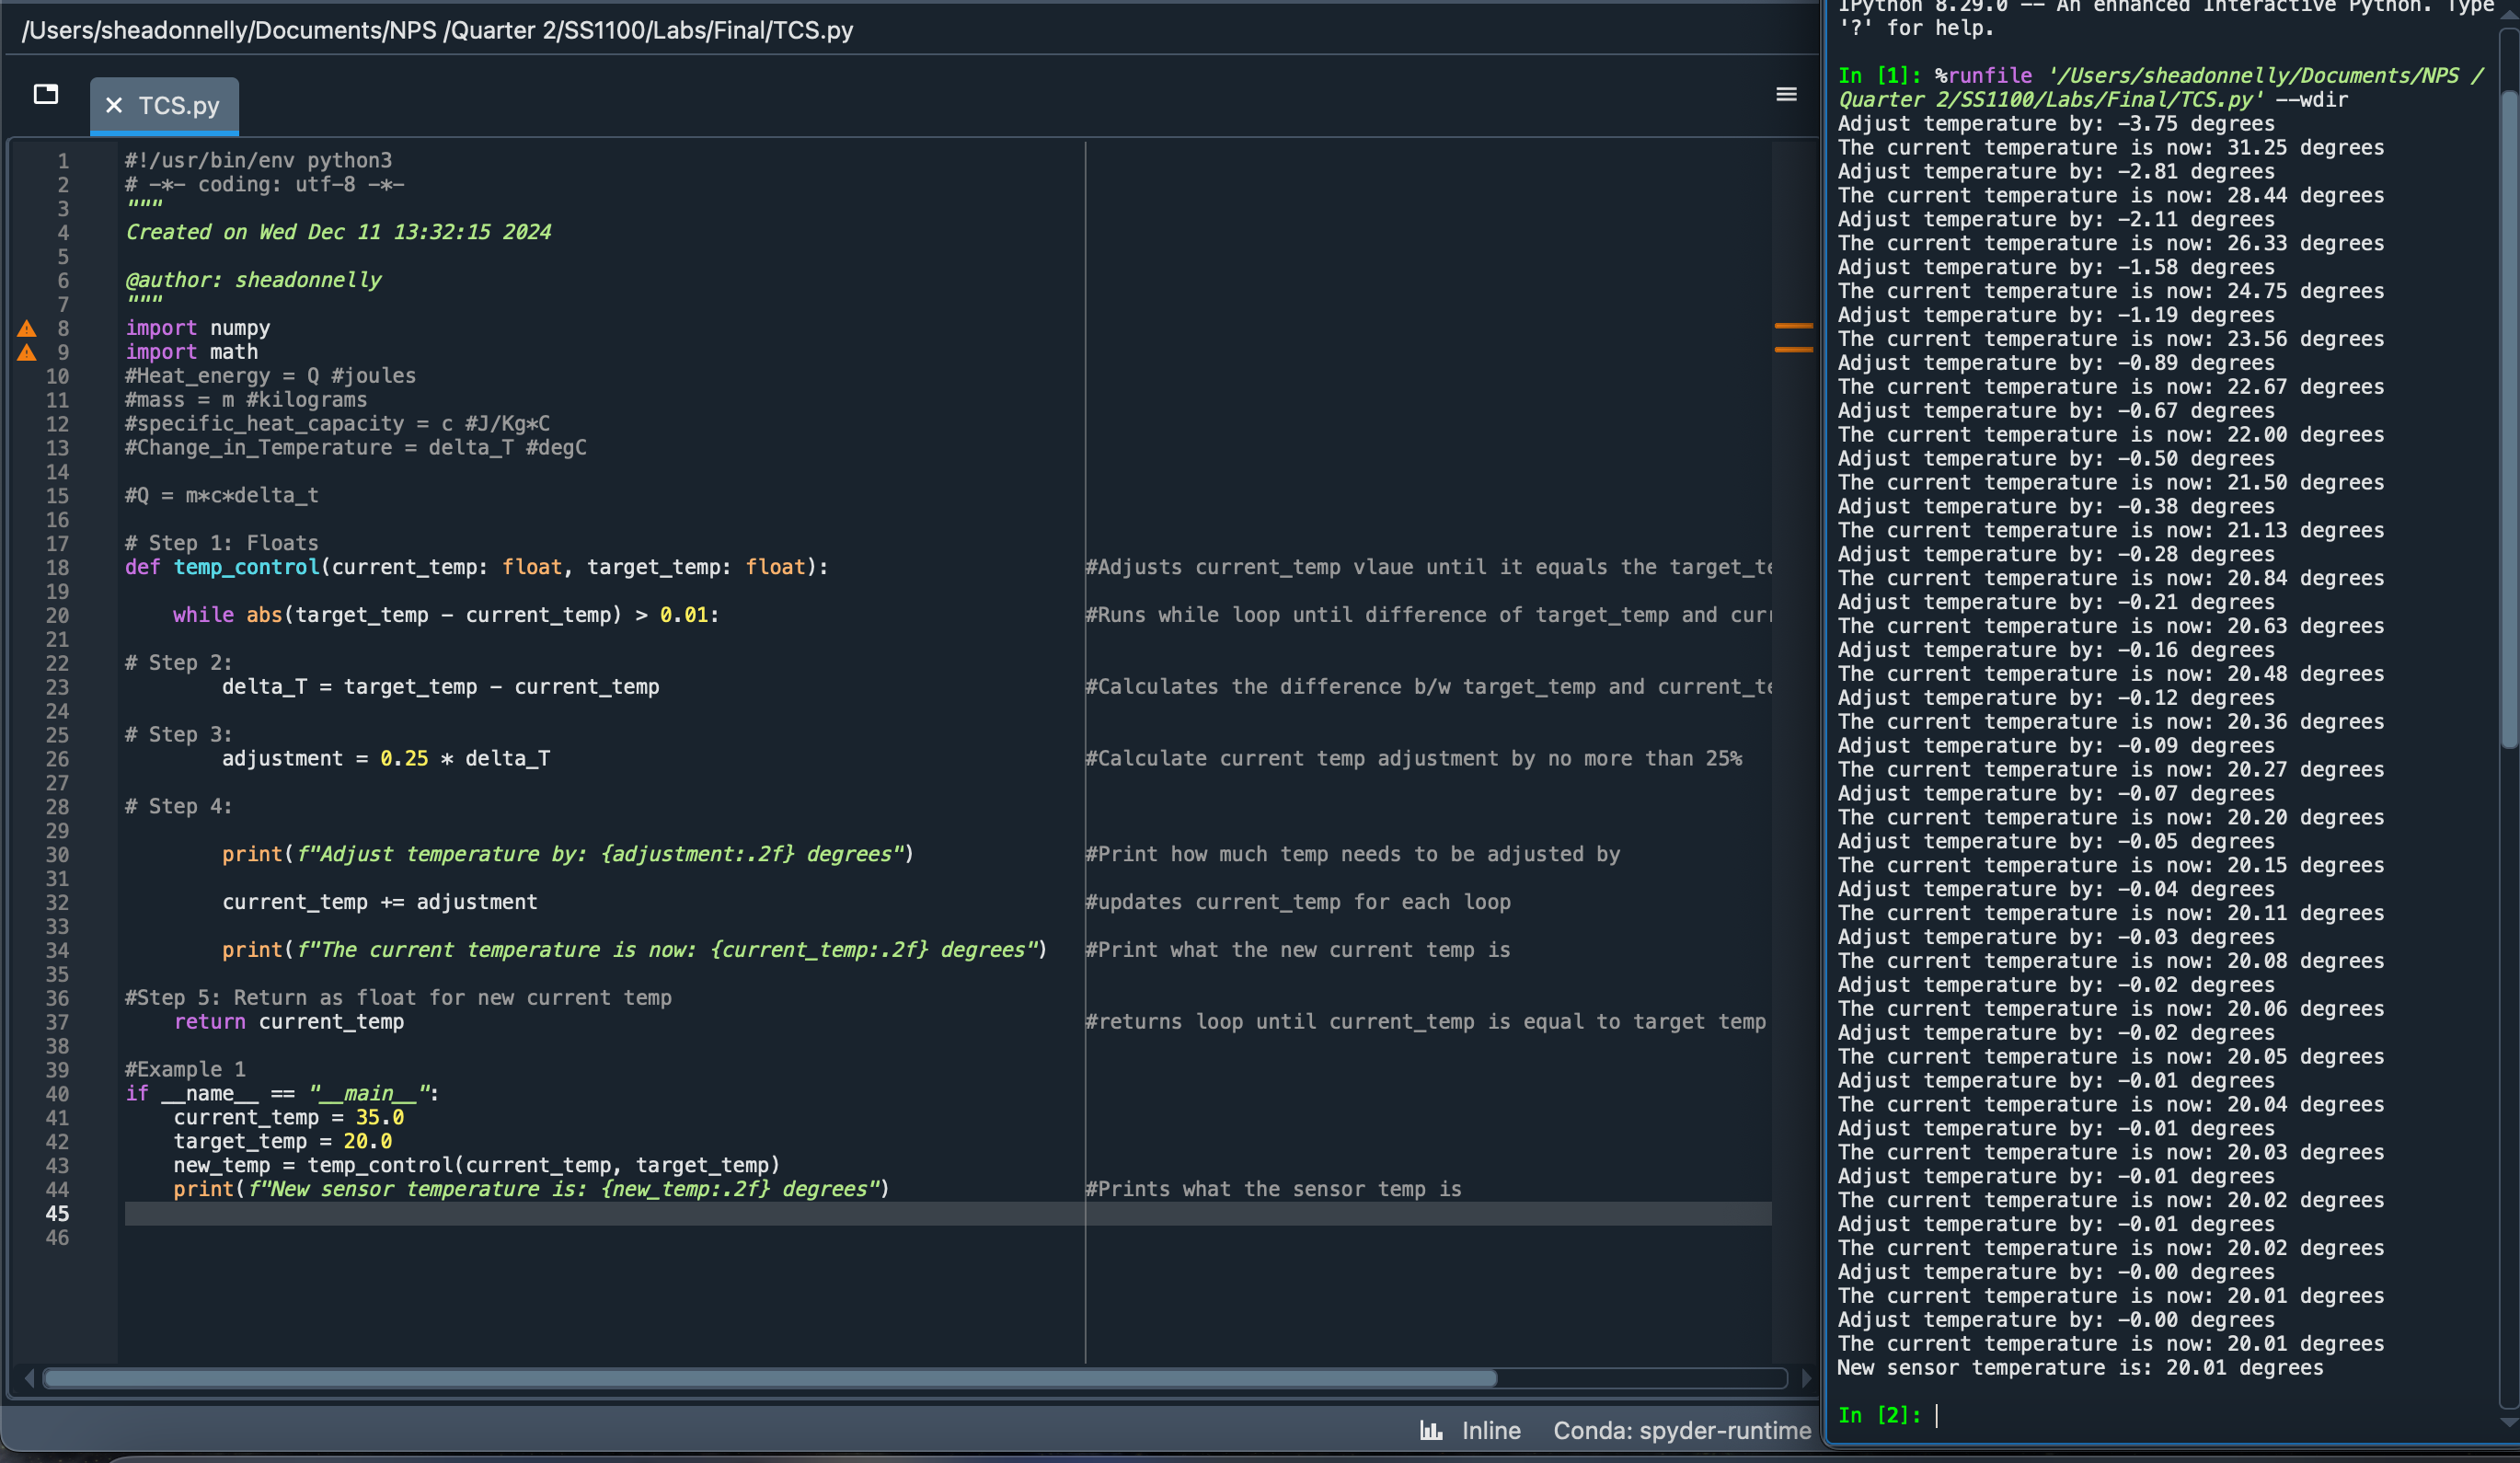 /Users/sheadonnelly/Documents/NPS /Quarter 2/SS1100/Labs/Final/TCS.py
TCS.py
1 #!/usr/bin/env python3
2 # -*- coding: utf-8 -*-
3 """
4 Created on Wed Dec 11 13:32:15 2024
5
6 @author: sheadonnelly
7 """
8 import numpy
9 import math
10 #Heat_energy = Q #joules
11 #mass = m #kilograms
12 #specific_heat_capacity = c #J/Kg*C
13 #Change_in_Temperature = delta_T #degC
14
15 #Q = m*c*delta_t
16
17 # Step 1: Floats
18 def temp_control(current_temp: float, target_temp: float): #Adjusts current_temp vlaue until it equals the target_te
19
20 while abs(target_temp - current_temp) > 0.01: #Runs while loop until difference of target_temp and curr
21
22 # Step 2:
23 delta_T = target_temp - current_temp #Calculates the difference b/w target_temp and current_te
24
25 # Step 3:
26 adjustment = 0.25 * delta_T #Calculate current temp adjustment by no more than 25%
27
28 # Step 4:
29
30 print(f"Adjust temperature by: {adjustment:.2f} degrees") #Print how much temp needs to be adjusted by
31
32 current_temp += adjustment #updates current_temp for each loop
33
34 print(f"The current temperature is now: {current_temp:.2f} degrees") #Print what the new current temp is
35
36 #Step 5: Return as float for new current temp
37 return current_temp #returns loop until current_temp is equal to target temp
38
39 #Example 1
40 if __name__ == "__main__":
41 current_temp = 35.0
42 target_temp = 20.0
43 new_temp = temp_control(current_temp, target_temp)
44 print(f"New sensor temperature is: {new_temp:.2f} degrees") #Prints what the sensor temp is
45
46
Inline Conda: spyder-runtime
IPython 8.29.0 -- An enhanced Interactive Python. Type
'?' for help.
In [1]: %runfile '/Users/sheadonnelly/Documents/NPS /
Quarter 2/SS1100/Labs/Final/TCS.py' --wdir
Adjust temperature by: -3.75 degrees
The current temperature is now: 31.25 degrees
Adjust temperature by: -2.81 degrees
The current temperature is now: 28.44 degrees
Adjust temperature by: -2.11 degrees
The current temperature is now: 26.33 degrees
Adjust temperature by: -1.58 degrees
The current temperature is now: 24.75 degrees
Adjust temperature by: -1.19 degrees
The current temperature is now: 23.56 degrees
Adjust temperature by: -0.89 degrees
The current temperature is now: 22.67 degrees
Adjust temperature by: -0.67 degrees
The current temperature is now: 22.00 degrees
Adjust temperature by: -0.50 degrees
The current temperature is now: 21.50 degrees
Adjust temperature by: -0.38 degrees
The current temperature is now: 21.13 degrees
Adjust temperature by: -0.28 degrees
The current temperature is now: 20.84 degrees
Adjust temperature by: -0.21 degrees
The current temperature is now: 20.63 degrees
Adjust temperature by: -0.16 degrees
The current temperature is now: 20.48 degrees
Adjust temperature by: -0.12 degrees
The current temperature is now: 20.36 degrees
Adjust temperature by: -0.09 degrees
The current temperature is now: 20.27 degrees
Adjust temperature by: -0.07 degrees
The current temperature is now: 20.20 degrees
Adjust temperature by: -0.05 degrees
The current temperature is now: 20.15 degrees
Adjust temperature by: -0.04 degrees
The current temperature is now: 20.11 degrees
Adjust temperature by: -0.03 degrees
The current temperature is now: 20.08 degrees
Adjust temperature by: -0.02 degrees
The current temperature is now: 20.06 degrees
Adjust temperature by: -0.02 degrees
The current temperature is now: 20.05 degrees
Adjust temperature by: -0.01 degrees
The current temperature is now: 20.04 degrees
Adjust temperature by: -0.01 degrees
The current temperature is now: 20.03 degrees
Adjust temperature by: -0.01 degrees
The current temperature is now: 20.02 degrees
Adjust temperature by: -0.01 degrees
The current temperature is now: 20.02 degrees
Adjust temperature by: -0.00 degrees
The current temperature is now: 20.01 degrees
Adjust temperature by: -0.00 degrees
The current temperature is now: 20.01 degrees
New sensor temperature is: 20.01 degrees
In [2]: